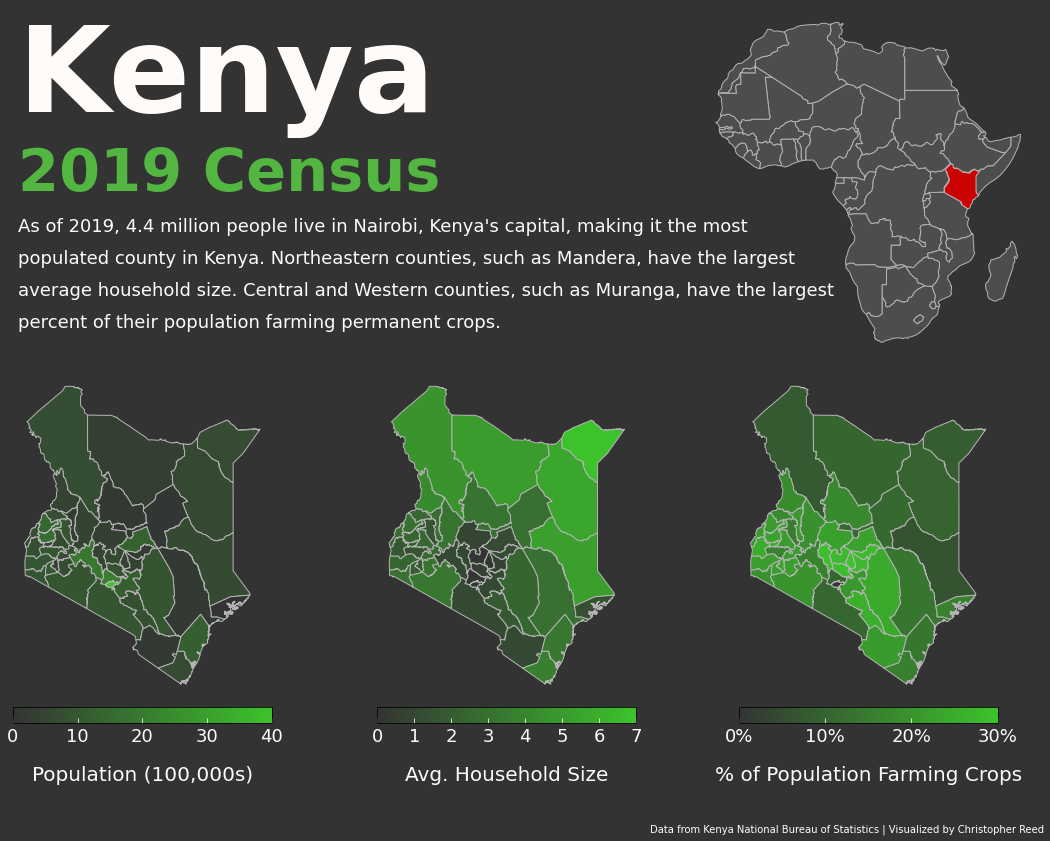 Kenya
2019 Census
As of 2019, 4.4 million people live in Nairobi, Kenya's capital, making it the most
populated county in Kenya. Northeastern counties, such as Mandera, have the largest
average household size. Central and Western counties, such as Muranga, have the largest
percent of their population farming permanent crops.
0 10 20 30 40
Population (100,000s)
0 1 2 3 4 5 6 7
Avg. Household Size
0% 10% 20% 30%
% of Population Farming Crops
Data from Kenya National Bureau of Statistics | Visualized by Christopher Reed